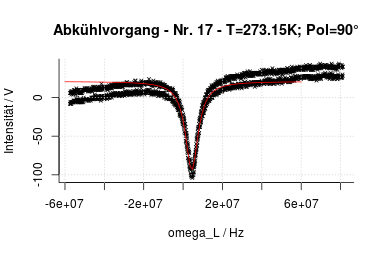 Abkühlvorgang - Nr. 17 - T=273.15K; Pol=90°
Intensität / V
0
-50
-100
-6e+07 -2e+07 2e+07 6e+07
omega_L / Hz